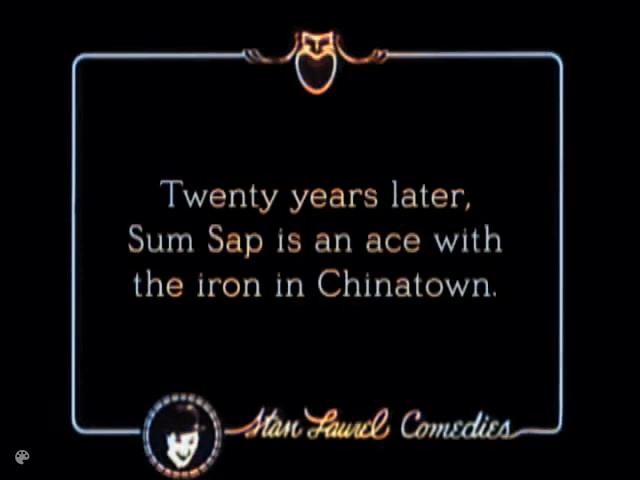 Twenty years later,
Sum Sap is an ace with
the iron in Chinatown.
Stan Laurel Comedies